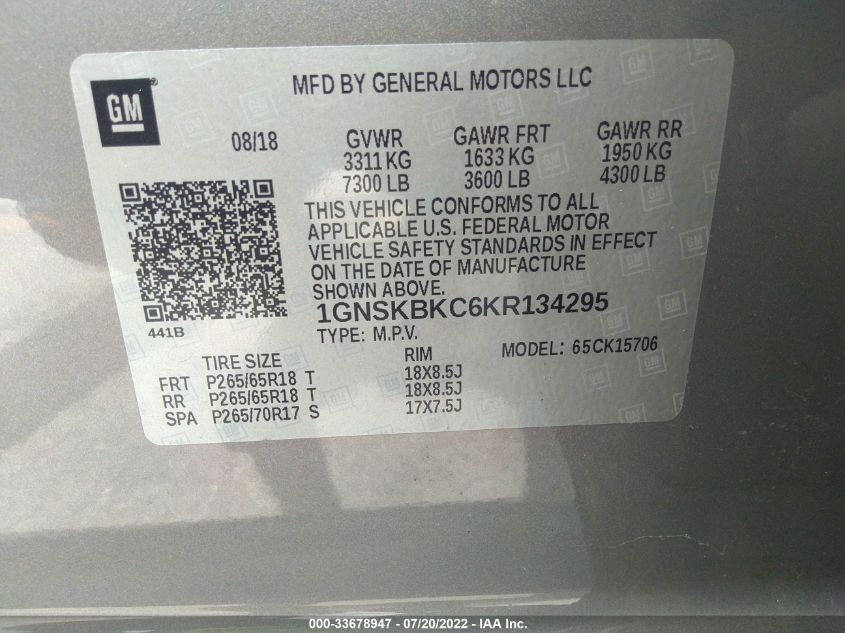 GM ®
MFD BY GENERAL MOTORS LLC
08/18 GVWR GAWR FRT GAWR RR
3311 KG 1633 KG 1950 KG
7300 LB 3600 LB 4300 LB
THIS VEHICLE CONFORMS TO ALL
APPLICABLE U.S. FEDERAL MOTOR
VEHICLE SAFETY STANDARDS IN EFFECT
ON THE DATE OF MANUFACTURE
SHOWN ABOVE.
1GNSKBKC6KR134295
441B
TYPE: M.P.V.
MODEL: 65CK15706
TIRE SIZE RIM
FRT P265/65R18 T 18X8.5J
RR P265/65R18 T 18X8.5J
SPA P265/70R17 S 17X7.5J
000-33678947 - 07/20/2022 - IAA Inc.